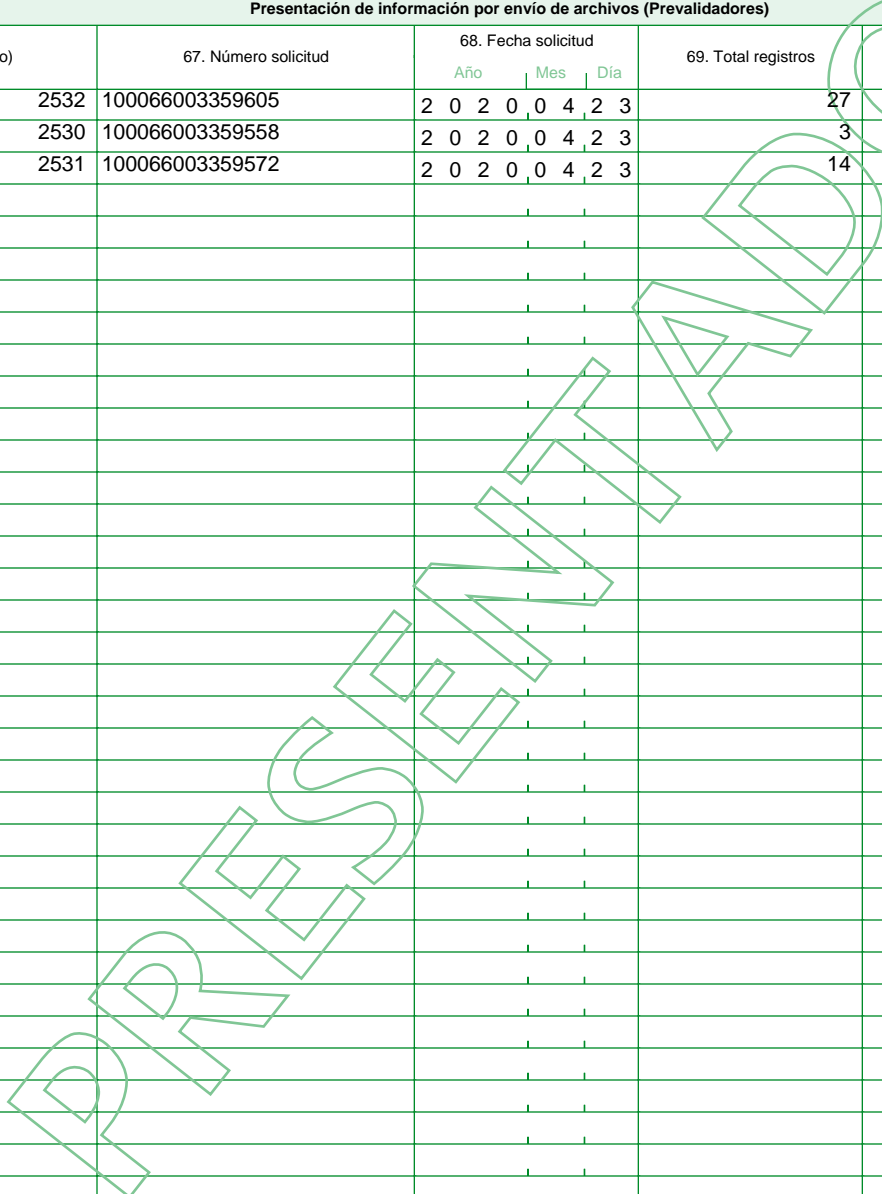 Presentación de información por envío de archivos (Prevalidadores)
o) 67. Número solicitud 68. Fecha solicitud 69. Total registros
Año Mes Día
2532 100066003359605 2 0 2 0 0 4 2 3 27
2530 100066003359558 2 0 2 0 0 4 2 3 3
2531 100066003359572 2 0 2 0 0 4 2 3 14
PRESENTADO